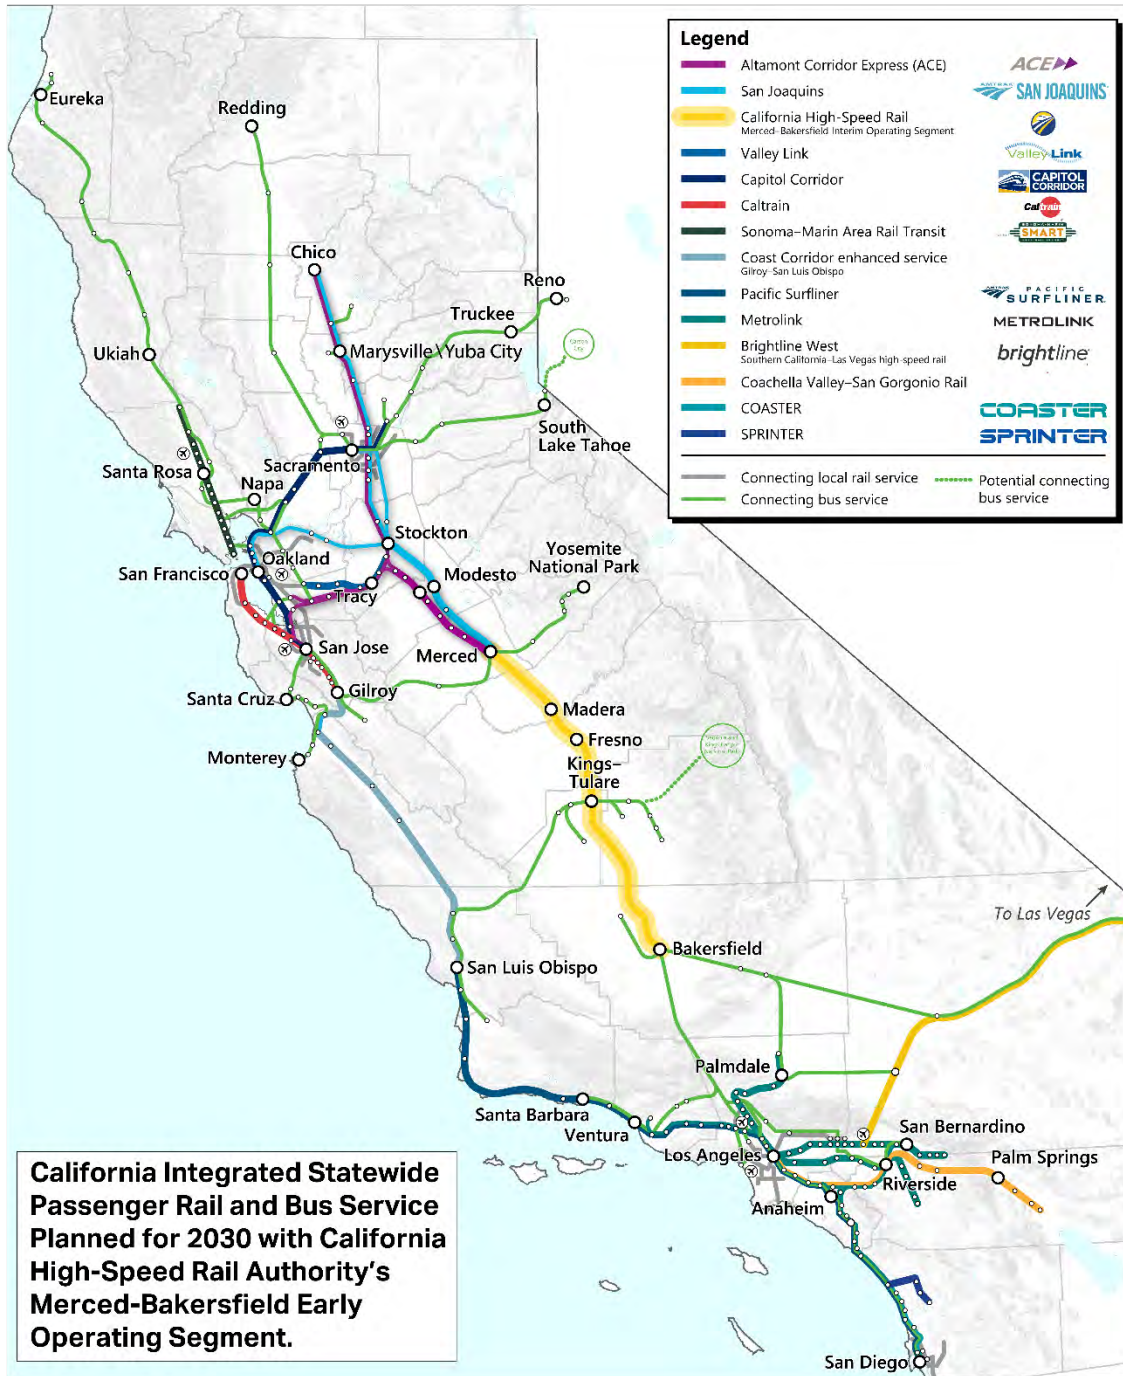 Legend
Altamont Corridor Express (ACE)
ACE
San Joaquins
AMTRAK SAN JOAQUINS
California High-Speed Rail
Merced–Bakersfield Interim Operating Segment
Valley Link
Valley Link
Capitol Corridor
CAPITOL
CORRIDOR
Caltrain
Caltrain
Sonoma–Marin Area Rail Transit
SMART
Coast Corridor enhanced service
Gilroy–San Luis Obispo
Pacific Surfliner
PACIFIC
SURFLINER
Metrolink
METROLINK
Brightline West
Southern California–Las Vegas high-speed rail
brightline
Coachella Valley–San Gorgonio Rail
COASTER
COASTER
SPRINTER
SPRINTER
Connecting local rail service
Connecting bus service
Potential connecting
bus service
Eureka
Redding
Chico
Reno
Truckee
Ukiah
Marysville\Yuba City
Carson
City
South
Lake Tahoe
Sacramento
Santa Rosa
Napa
Stockton
Oakland
San Francisco
Yosemite
National Park
Modesto
Tracy
San Jose
Merced
Santa Cruz
Gilroy
Madera
Fresno
Monterey
Kings–
Tulare
To Las Vegas
Bakersfield
San Luis Obispo
Palmdale
Santa Barbara
Ventura
San Bernardino
Los Angeles
Palm Springs
Riverside
Anaheim
San Diego
California Integrated Statewide
Passenger Rail and Bus Service
Planned for 2030 with California
High-Speed Rail Authority's
Merced-Bakersfield Early
Operating Segment.